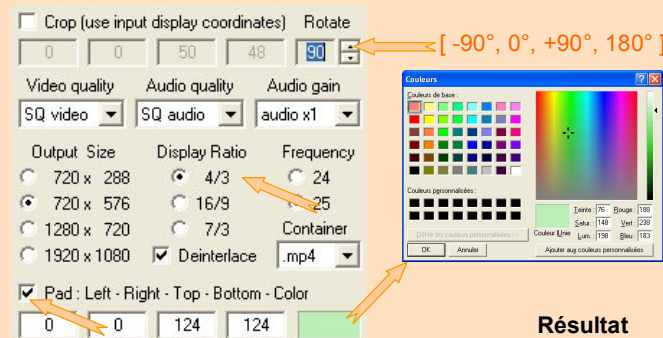 Crop (use input display coordinates) Rotate
0 0 50 48 90
[ -90°, 0°, +90°, 180° ]
Video quality Audio quality Audio gain
SQ video SQ audio audio x1
Output Size Display Ratio Frequency
720 x 288 4/3 24
720 x 576 16/9 25
1280 x 720 7/3 Container
1920 x 1080 Deinterlace .mp4
Pad : Left - Right - Top - Bottom - Color
0 0 124 124
Couleurs
Couleurs de base :
Couleurs personnalisées :
Définir les couleurs personnalisées >>
OK Annuler
Couleur|Unie
Teinte : 76 Rouge : 188
Satur. : 148 Vert : 238
Lum. : 198 Bleu : 183
Ajouter aux couleurs personnalisées
Résultat